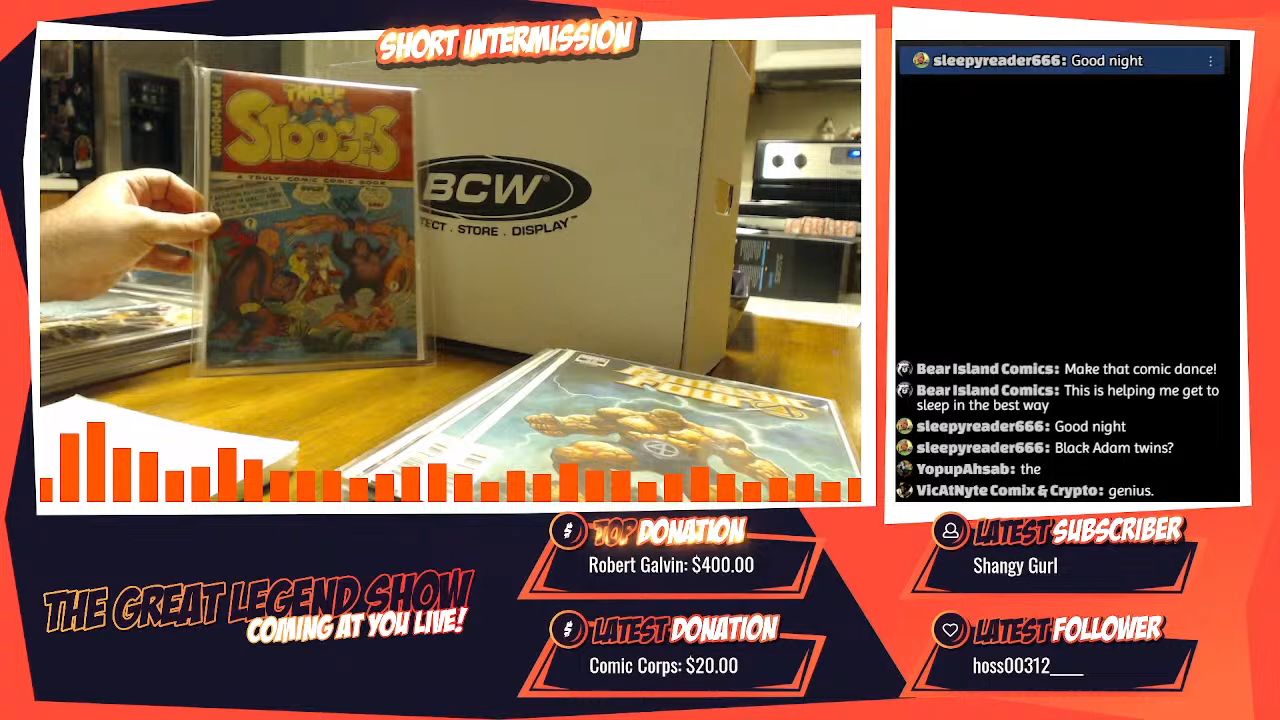 SHORT INTERMISSION
THREE
STOOGES
A TRULY COMIC COMIC BOOK
BCW®
. STORE . DISPLAY™
sleepyreader666: Good night
Bear Island Comics: Make that comic dance!
Bear Island Comics: This is helping me get to
sleep in the best way
sleepyreader666: Good night
sleepyreader666: Black Adam twins?
YopupAhsab: the
VicAtNyte Comix & Crypto: genius.
THE GREAT LEGEND SHOW
COMING AT YOU LIVE!
TOP DONATION
Robert Galvin: $400.00
LATEST DONATION
Comic Corps: $20.00
LATEST SUBSCRIBER
Shangy Gurl
LATEST FOLLOWER
hoss00312____